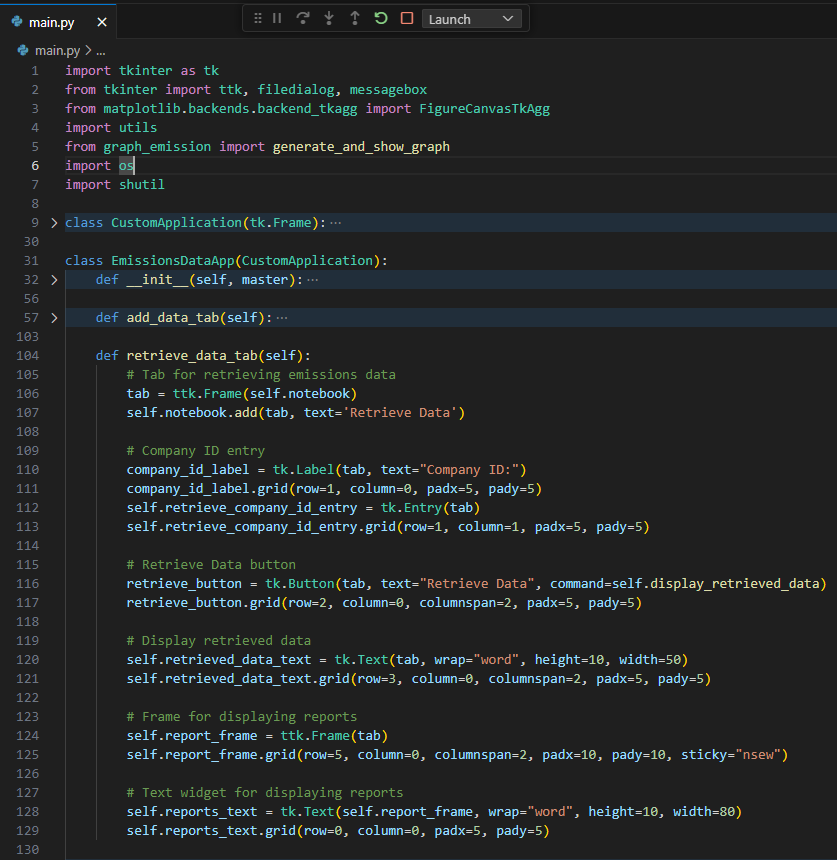 main.py
Launch
main.py > ...
1 import tkinter as tk
2 from tkinter import ttk, filedialog, messagebox
3 from matplotlib.backends.backend_tkagg import FigureCanvasTkAgg
4 import utils
5 from graph_emission import generate_and_show_graph
6 import os
7 import shutil
8
9 class CustomApplication(tk.Frame): ...
30
31 class EmissionsDataApp(CustomApplication):
32     def __init__(self, master): ...
56
57     def add_data_tab(self): ...
103
104     def retrieve_data_tab(self):
105         # Tab for retrieving emissions data
106         tab = ttk.Frame(self.notebook)
107         self.notebook.add(tab, text='Retrieve Data')
108
109         # Company ID entry
110         company_id_label = tk.Label(tab, text="Company ID:")
111         company_id_label.grid(row=1, column=0, padx=5, pady=5)
112         self.retrieve_company_id_entry = tk.Entry(tab)
113         self.retrieve_company_id_entry.grid(row=1, column=1, padx=5, pady=5)
114
115         # Retrieve Data button
116         retrieve_button = tk.Button(tab, text="Retrieve Data", command=self.display_retrieved_data)
117         retrieve_button.grid(row=2, column=0, columnspan=2, padx=5, pady=5)
118
119         # Display retrieved data
120         self.retrieved_data_text = tk.Text(tab, wrap="word", height=10, width=50)
121         self.retrieved_data_text.grid(row=3, column=0, columnspan=2, padx=5, pady=5)
122
123         # Frame for displaying reports
124         self.report_frame = ttk.Frame(tab)
125         self.report_frame.grid(row=5, column=0, columnspan=2, padx=10, pady=10, sticky="nsew")
126
127         # Text widget for displaying reports
128         self.reports_text = tk.Text(self.report_frame, wrap="word", height=10, width=80)
129         self.reports_text.grid(row=0, column=0, padx=5, pady=5)
130